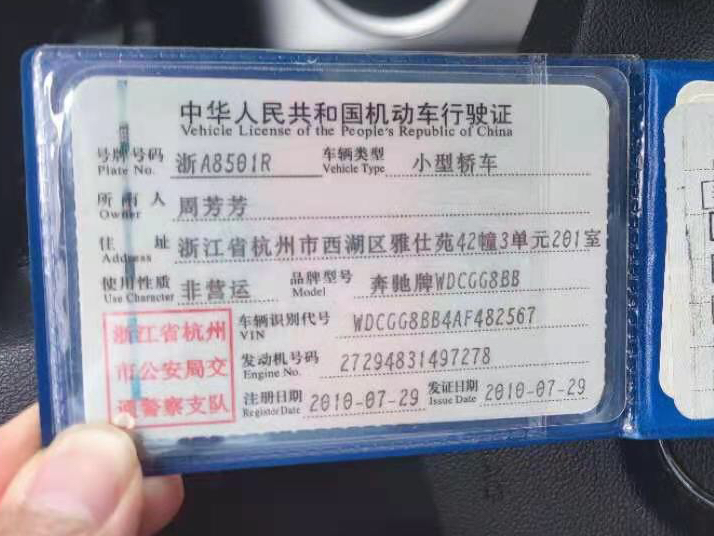 中华人民共和国机动车行驶证
Vehicle License of the People's Republic of China
号牌号码 浙A8501R 车辆类型 小型轿车
Plate No. Vehicle Type
所有人 周芳芳
Owner
住址 浙江省杭州市西湖区雅仕苑42幢3单元201室
Address
使用性质 非营运 品牌型号 奔驰牌WDCGG8BB
Use Character Model
浙江省杭州
市公安局交
通警察支队
车辆识别代号 WDCGG8BB4AF482567
VIN
发动机号码 27294831497278
Engine No.
注册日期 2010-07-29 发证日期 2010-07-29
Register Date Issue Date